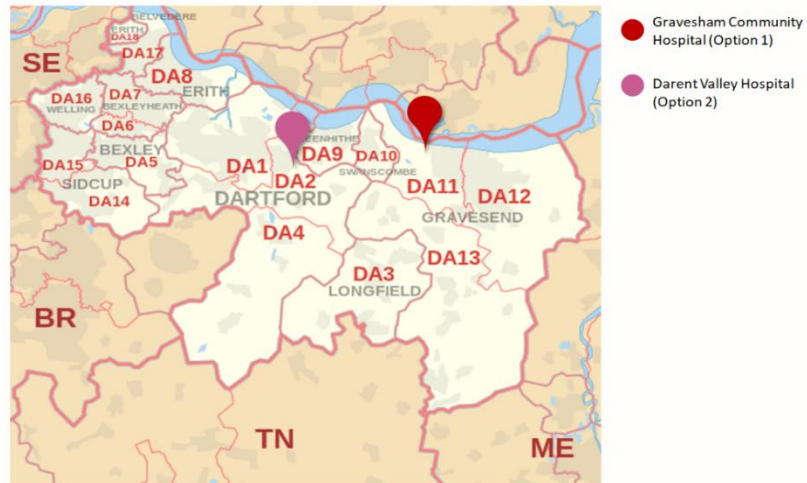 BELVEDERE
ERITH
DA18
DA17
SE
DA8
ERITH
DA16
WELLING
DA7
BEXLEYHEATH
DA6
BEXLEY
DA15
DA5
SIDCUP
DA14
DA1
DA2
DARTFORD
DA9
DA10
SWANSCOMBE
DA11
DA12
GRAVESEND
DA4
DA3
LONGFIELD
DA13
BR
TN
ME
Gravesham Community
Hospital (Option 1)
Darent Valley Hospital
(Option 2)